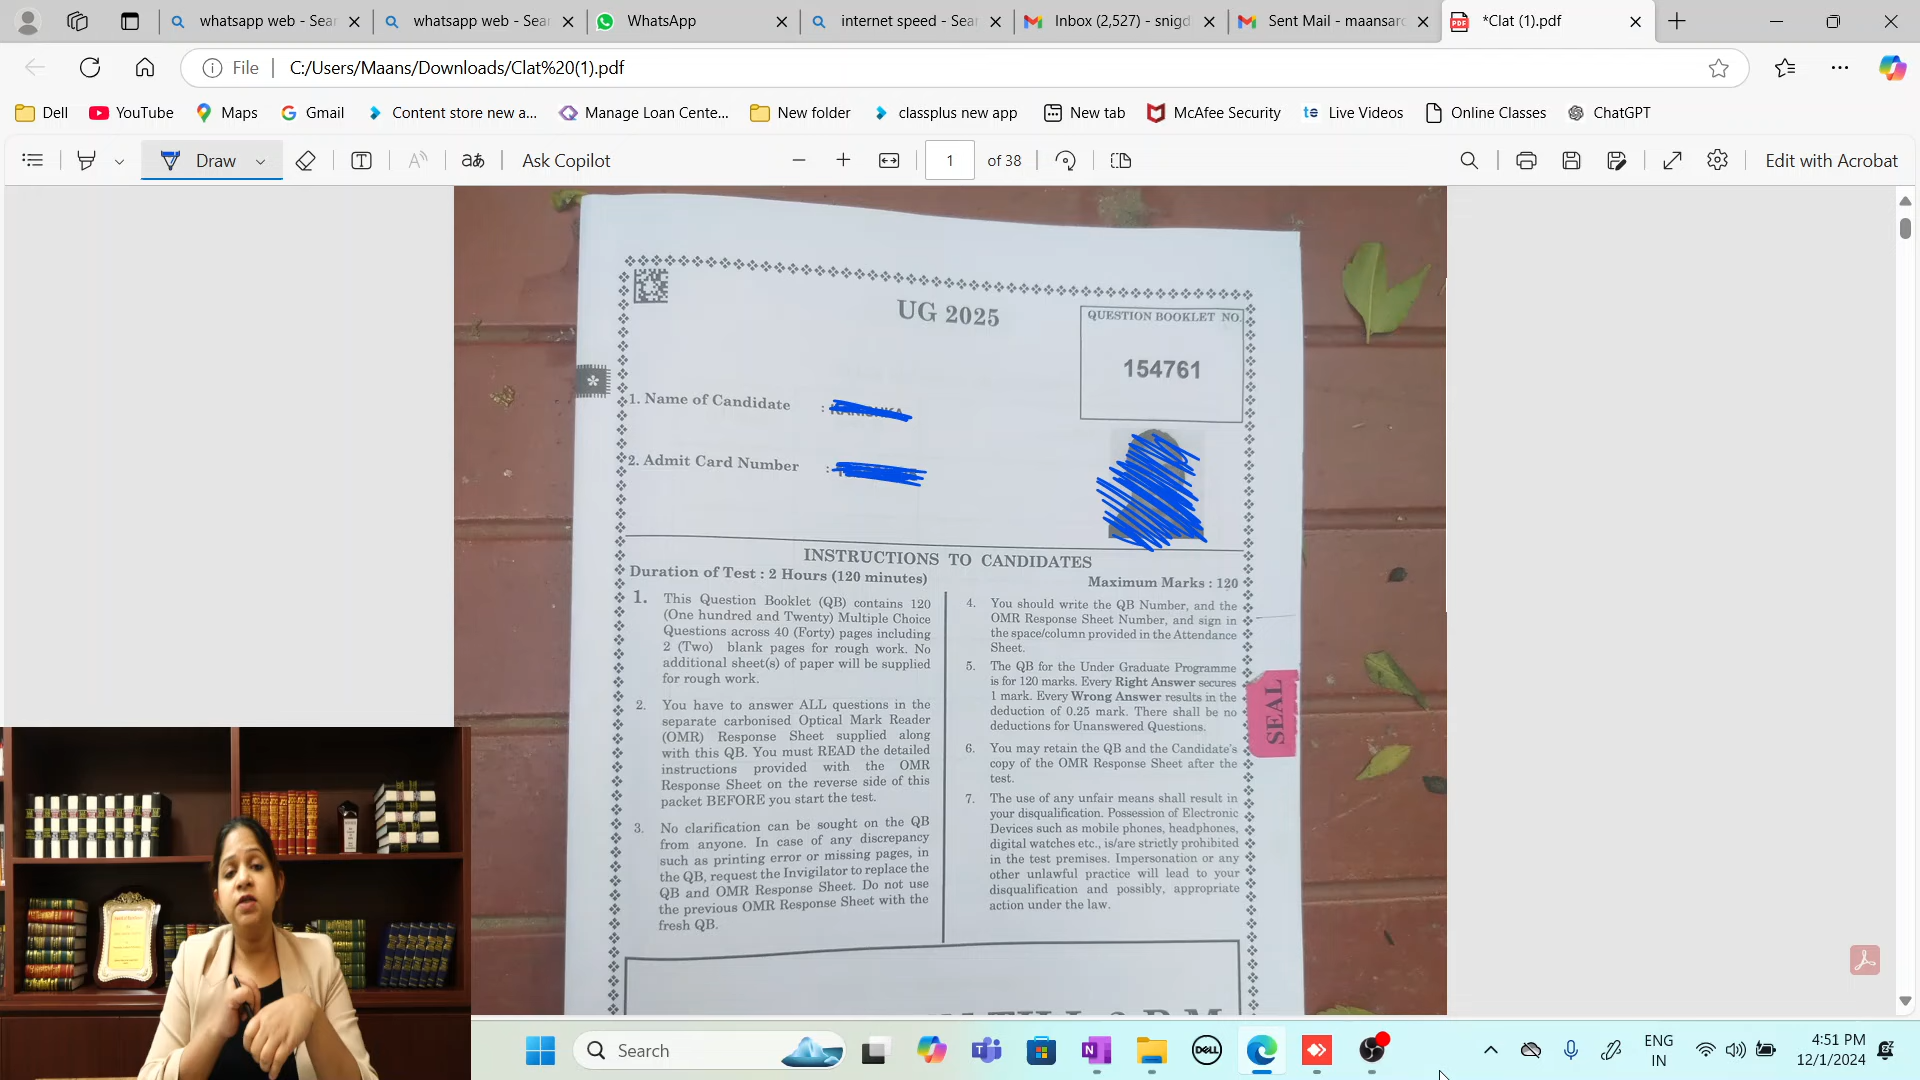 whatsapp web - Sear
whatsapp web - Sear
WhatsApp
internet speed - Sear
Inbox (2,527) - snigd
Sent Mail - maansarc
*Clat (1).pdf
File
C:/Users/Maans/Downloads/Clat%20(1).pdf
Dell
YouTube
Maps
Gmail
Content store new a...
Manage Loan Cente...
New folder
classplus new app
New tab
McAfee Security
Live Videos
Online Classes
ChatGPT
Draw
Ask Copilot
1 of 38
Edit with Acrobat
UG 2025
QUESTION BOOKLET NO.
154761
1. Name of Candidate :
2. Admit Card Number :
INSTRUCTIONS TO CANDIDATES
Duration of Test : 2 Hours (120 minutes)
Maximum Marks : 120
1. This Question Booklet (QB) contains 120
(One hundred and Twenty) Multiple Choice
Questions across 40 (Forty) pages including
2 (Two) blank pages for rough work. No
additional sheet(s) of paper will be supplied
for rough work.
2. You have to answer ALL questions in the
separate carbonised Optical Mark Reader
(OMR) Response Sheet supplied along
with this QB. You must READ the detailed
instructions provided with the OMR
Response Sheet on the reverse side of this
packet BEFORE you start the test.
3. No clarification can be sought on the QB
from anyone. In case of any discrepancy
such as printing error or missing pages, in
the QB, request the Invigilator to replace the
QB and OMR Response Sheet. Do not use
the previous OMR Response Sheet with the
fresh QB.
4. You should write the QB Number, and the
OMR Response Sheet Number, and sign in
the space/column provided in the Attendance
Sheet.
5. The QB for the Under Graduate Programme
is for 120 marks. Every Right Answer secures
1 mark. Every Wrong Answer results in the
deduction of 0.25 mark. There shall be no
deductions for Unanswered Questions.
6. You may retain the QB and the Candidate's
copy of the OMR Response Sheet after the
test.
7. The use of any unfair means shall result in
your disqualification. Possession of Electronic
Devices such as mobile phones, headphones,
digital watches etc., is/are strictly prohibited
in the test premises. Impersonation or any
other unlawful practice will lead to your
disqualification and possibly, appropriate
action under the law.
SEAL
Search
DELL
ENG
IN
4:51 PM
12/1/2024